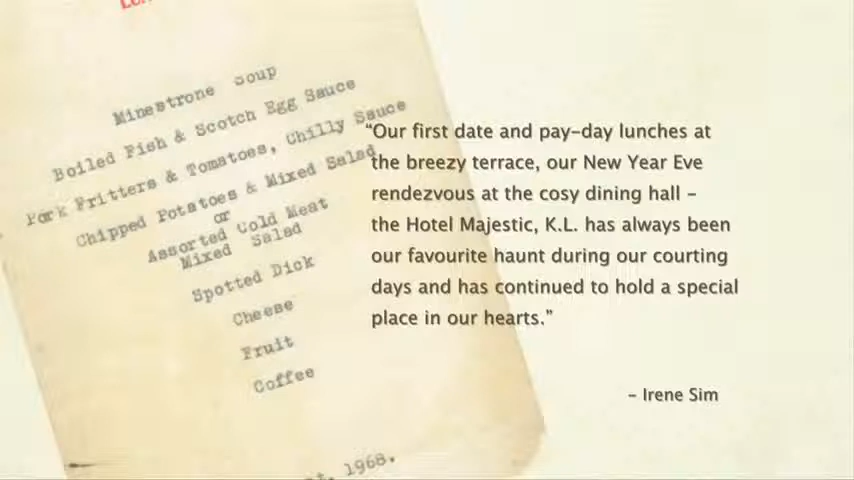 Minestrone Soup
Boiled Fish & Scotch Egg Sauce
Pork Fritters & Tomatoes, Chilly Sauce
Chipped Potatoes & Mixed Salad
or
Assorted Cold Meat
Mixed Salad
Spotted Dick
Cheese
Fruit
Coffee
1968.
“Our first date and pay-day lunches at
the breezy terrace, our New Year Eve
rendezvous at the cosy dining hall –
the Hotel Majestic, K.L. has always been
our favourite haunt during our courting
days and has continued to hold a special
place in our hearts.”
– Irene Sim